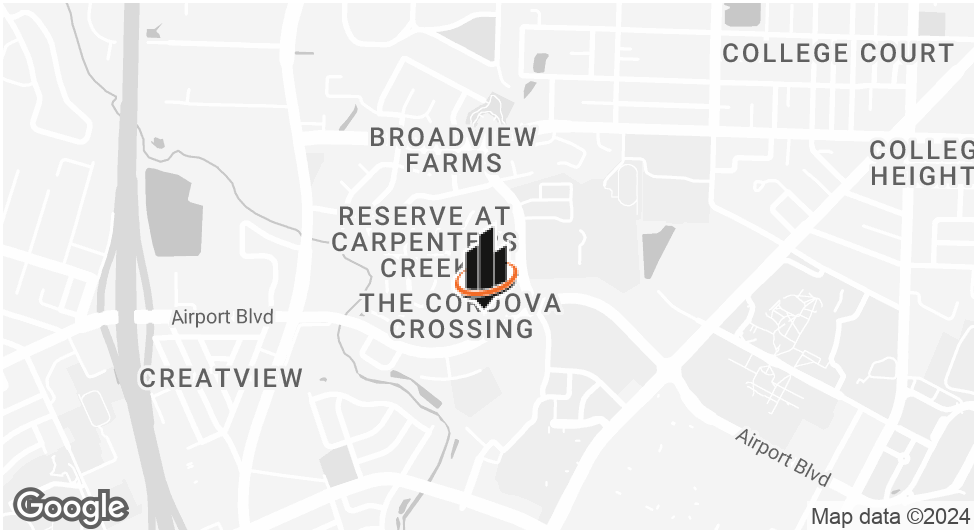 COLLEGE COURT
BROADVIEW
FARMS
COLLEG
HEIGHT
RESERVE AT
CARPENTERS
CREEK
THE CORDOVA
CROSSING
Airport Blvd
CREATVIEW
Airport Blvd
Google
Map data ©2024